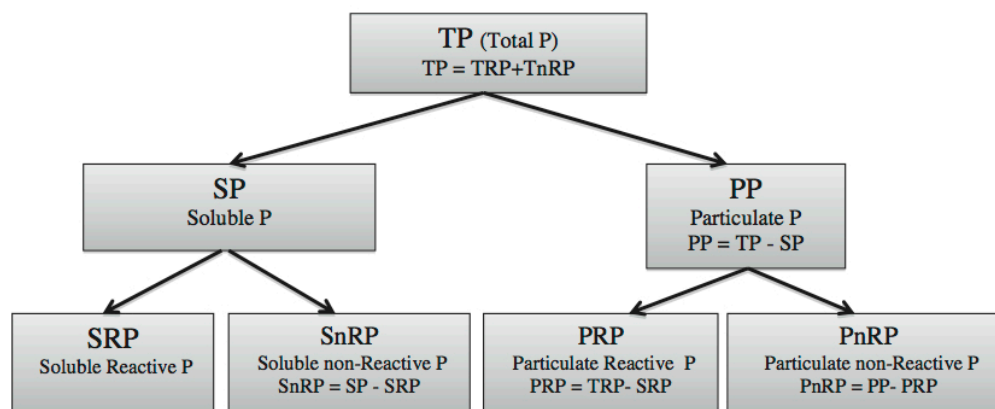 TP (Total P)
TP = TRP+TnRP
SP
Soluble P
PP
Particulate P
PP = TP - SP
SRP
Soluble Reactive P
SnRP
Soluble non-Reactive P
SnRP = SP - SRP
PRP
Particulate Reactive P
PRP = TRP- SRP
PnRP
Particulate non-Reactive P
PnRP = PP- PRP